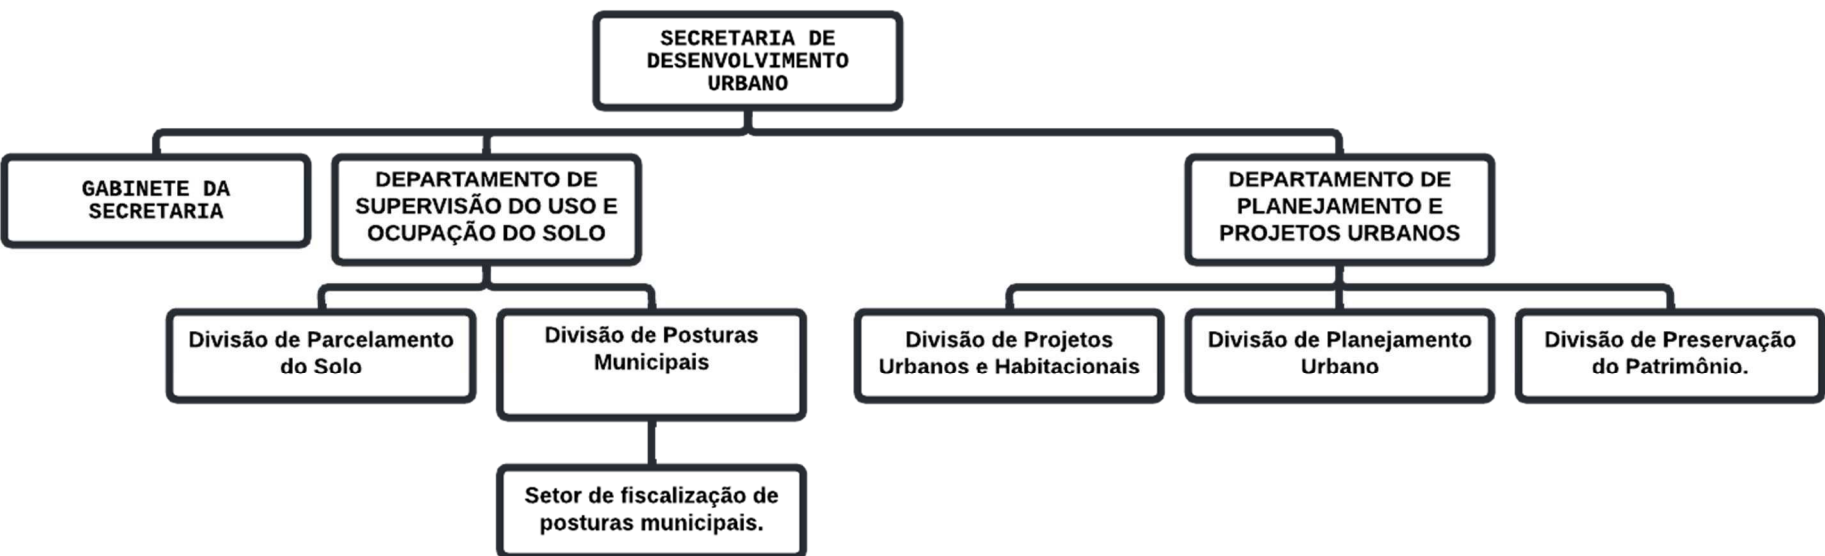 SECRETARIA DE
DESENVOLVIMENTO
URBANO
GABINETE DA
SECRETARIA
DEPARTAMENTO DE
SUPERVISÃO DO USO E
OCUPAÇÃO DO SOLO
DEPARTAMENTO DE
PLANEJAMENTO E
PROJETOS URBANOS
Divisão de Parcelamento
do Solo
Divisão de Posturas
Municipais
Divisão de Projetos
Urbanos e Habitacionais
Divisão de Planejamento
Urbano
Divisão de Preservação
do Patrimônio.
Setor de fiscalização de
posturas municipais.